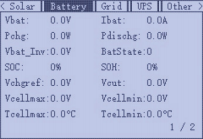 < Solar Battery Grid UPS Other >
Vbat: 0.0V Ibat: 0.0A
Pchg: 0.0W Pdischg: 0.0W
Vbat_Inv: 0.0V BatState: 0
SOC: 0% SOH: 0%
Vchgref: 0.0V Vcut: 0.0V
Vcellmax: 0.0V Vcellmin: 0.0V
Tcellmax: 0.0°C Tcellmin: 0.0°C
1 / 2